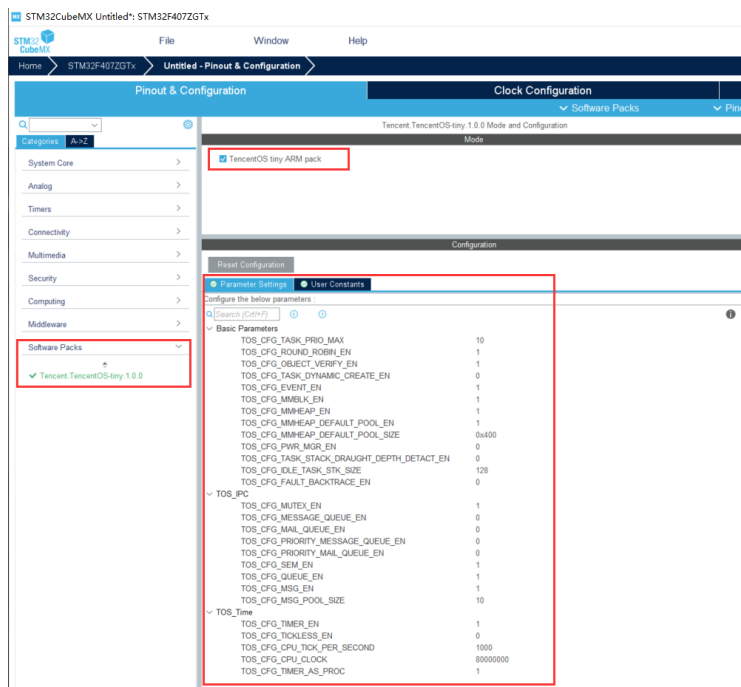 STM32CubeMX Untitled*: STM32F407ZGTx
STM32 CubeMX
File
Window
Help
Home
STM32F407ZGTx
Untitled - Pinout & Configuration
Pinout & Configuration
Clock Configuration
Software Packs
Pin
Categories
A->Z
System Core
Analog
Timers
Connectivity
Multimedia
Security
Computing
Middleware
Software Packs
Tencent.TencentOS-tiny.1.0.0
Tencent.TencentOS-tiny.1.0.0 Mode and Configuration
Mode
TencentOS tiny ARM pack
Configuration
Reset Configuration
Parameter Settings
User Constants
Configure the below parameters :
Search (Crtl+F)
Basic Parameters
TOS_CFG_TASK_PRIO_MAX 10
TOS_CFG_ROUND_ROBIN_EN 1
TOS_CFG_OBJECT_VERIFY_EN 1
TOS_CFG_TASK_DYNAMIC_CREATE_EN 0
TOS_CFG_EVENT_EN 1
TOS_CFG_MMBLK_EN 1
TOS_CFG_MMHEAP_EN 1
TOS_CFG_MMHEAP_DEFAULT_POOL_EN 1
TOS_CFG_MMHEAP_DEFAULT_POOL_SIZE 0x400
TOS_CFG_PWR_MGR_EN 0
TOS_CFG_TASK_STACK_DRAUGHT_DEPTH_DETACT_EN 0
TOS_CFG_IDLE_TASK_STK_SIZE 128
TOS_CFG_FAULT_BACKTRACE_EN 0
TOS_IPC
TOS_CFG_MUTEX_EN 1
TOS_CFG_MESSAGE_QUEUE_EN 0
TOS_CFG_MAIL_QUEUE_EN 0
TOS_CFG_PRIORITY_MESSAGE_QUEUE_EN 0
TOS_CFG_PRIORITY_MAIL_QUEUE_EN 0
TOS_CFG_SEM_EN 1
TOS_CFG_QUEUE_EN 1
TOS_CFG_MSG_EN 1
TOS_CFG_MSG_POOL_SIZE 10
TOS_Time
TOS_CFG_TIMER_EN 1
TOS_CFG_TICKLESS_EN 0
TOS_CFG_CPU_TICK_PER_SECOND 1000
TOS_CFG_CPU_CLOCK 80000000
TOS_CFG_TIMER_AS_PROC 1